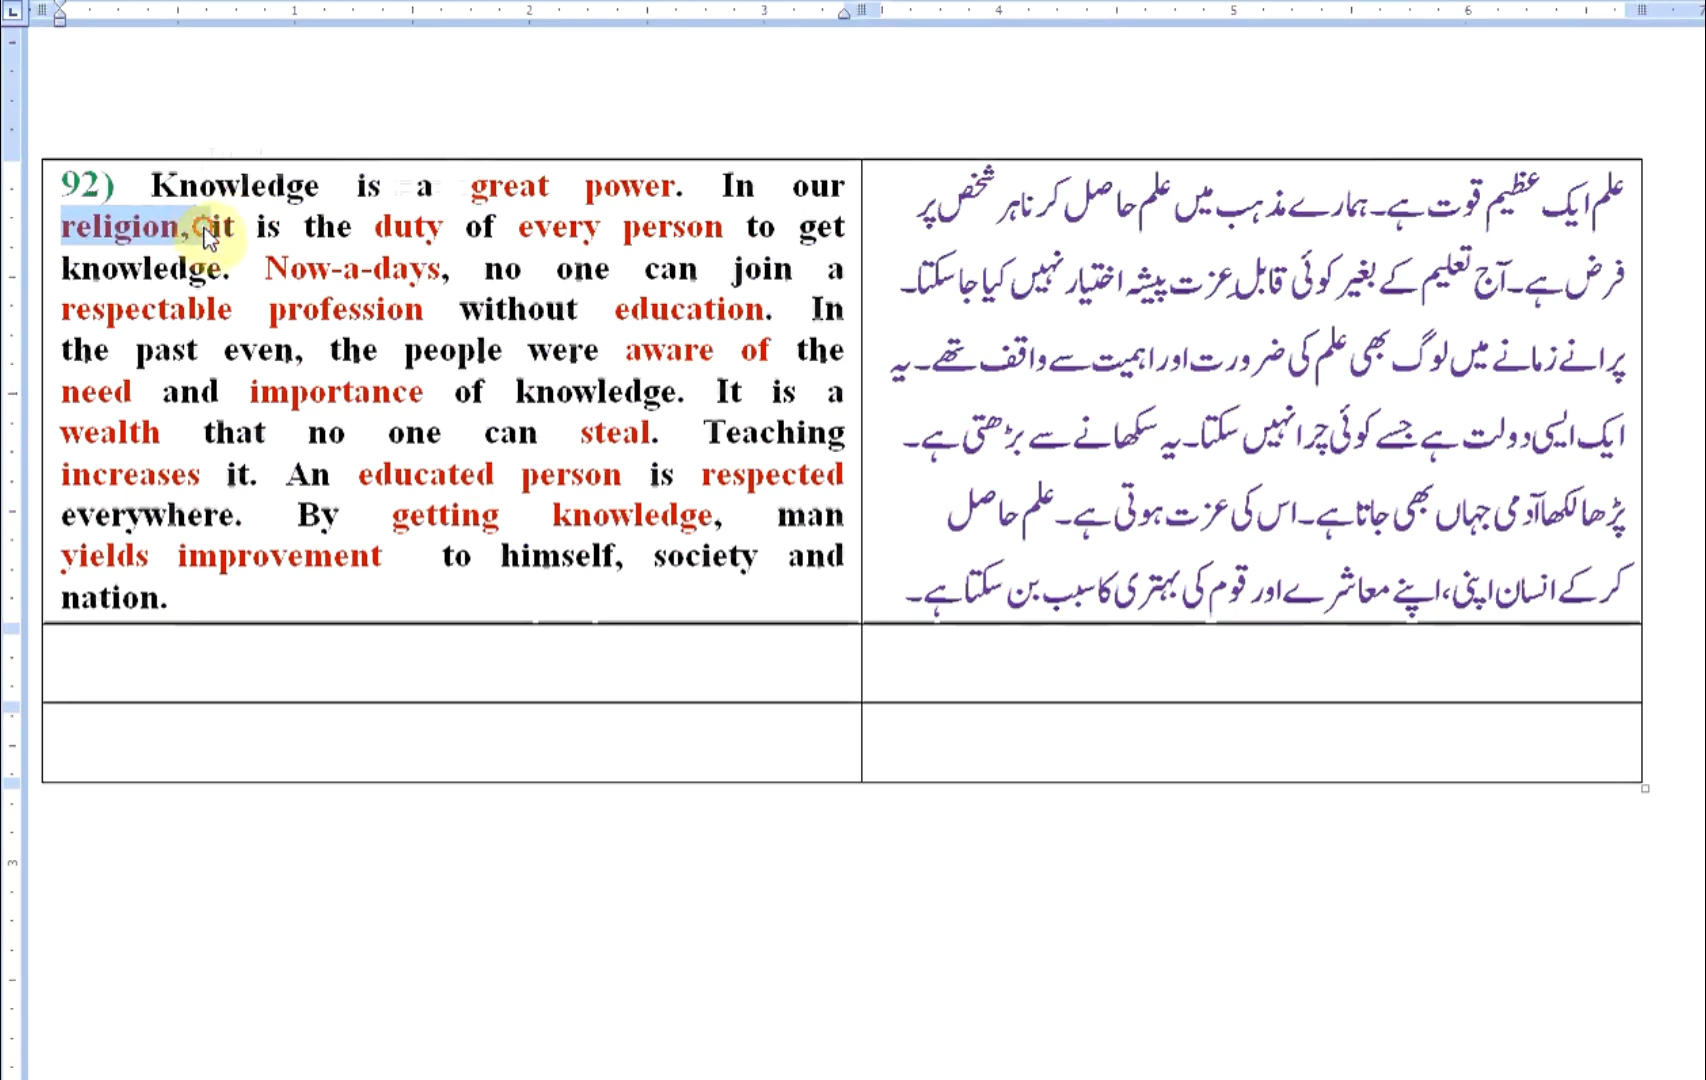 92) Knowledge is a great power. In our
religion, it is the duty of every person to get
knowledge. Now-a-days, no one can join a
respectable profession without education. In
the past even, the people were aware of the
need and importance of knowledge. It is a
wealth that no one can steal. Teaching
increases it. An educated person is respected
everywhere. By getting knowledge, man
yields improvement to himself, society and
nation.
علم ایک عظیم قوت ہے۔ ہمارے مذہب میں علم حاصل کرنا ہر شخص پر
فرض ہے۔ آج تعلیم کے بغیر کوئی قابلِ عزت پیشہ اختیار نہیں کیا جا سکتا۔
پرانے زمانے میں لوگ بھی علم کی ضرورت اور اہمیت سے واقف تھے۔ یہ
ایک ایسی دولت ہے جسے کوئی چرا نہیں سکتا۔ یہ سکھانے سے بڑھتی ہے۔
پڑھا لکھا آدمی جہاں بھی جاتا ہے۔ اس کی عزت ہوتی ہے۔ علم حاصل
کر کے انسان اپنی، اپنے معاشرے اور قوم کی بہتری کا سبب بن سکتا ہے۔
1
2
3
4
5
6
7
3